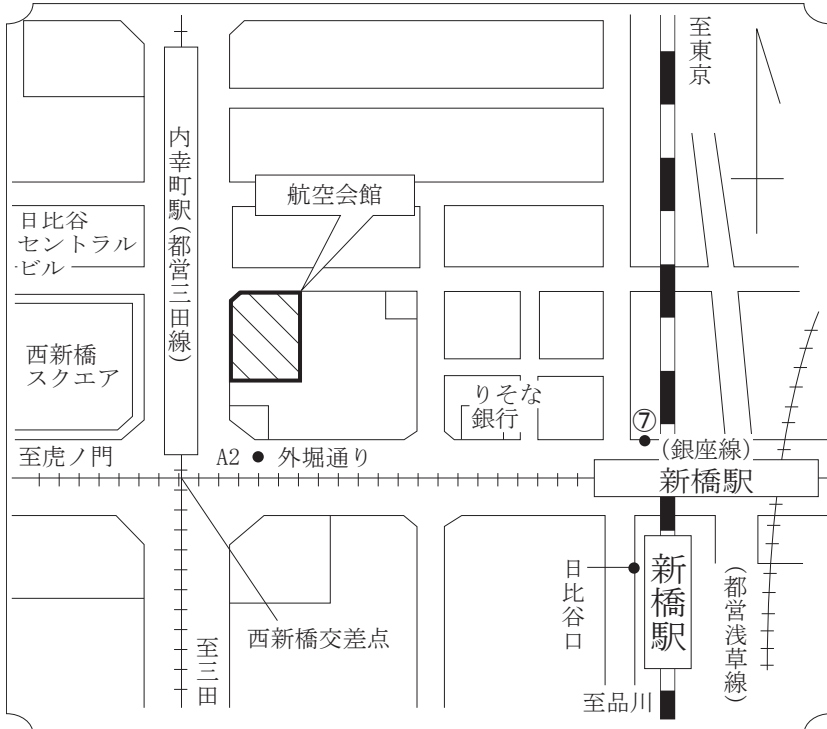 至東京
内幸町駅(都営三田線)
航空会館
日比谷
セントラル
ビル
西新橋
スクエア
りそな
銀行
⑦
(銀座線)
新橋駅
至虎ノ門
A2
外堀通り
日比谷口
新橋駅
(都営浅草線)
西新橋交差点
至三田
至品川